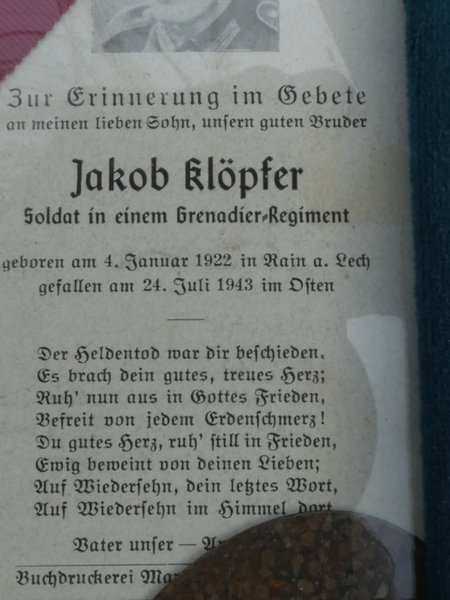 Zur Erinnerung im Gebete
an meinen lieben Sohn, unsern guten Bruder
Jakob Klöpfer
Soldat in einem Grenadier-Regiment
geboren am 4. Januar 1922 in Rain a. Lech
gefallen am 24. Juli 1943 im Osten
Der Heldentod war dir beschieden,
Es brach dein gutes, treues Herz;
Ruh' nun aus in Gottes Frieden,
Befreit von jedem Erdenschmerz!
Du gutes Herz, ruh' still in Frieden,
Ewig beweint von deinen Lieben;
Auf Wiedersehn, dein letztes Wort,
Auf Wiedersehn im Himmel dort
Vater unser —
Buchdruckerei